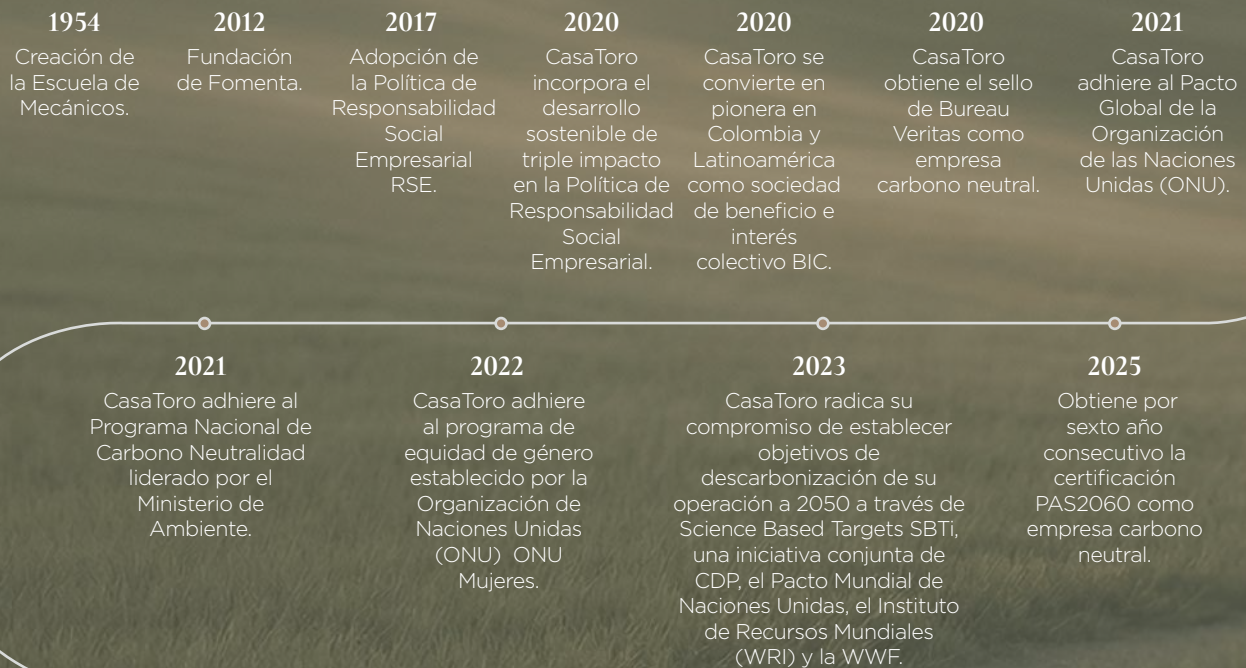 1954
Creación de
la Escuela de
Mecánicos.
2012
Fundación
de Fomenta.
2017
Adopción de
la Política de
Responsabilidad
Social
Empresarial
RSE.
2020
CasaToro
incorpora el
desarrollo
sostenible de
triple impacto
en la Política de
Responsabilidad
Social
Empresarial.
2020
CasaToro se
convierte en
pionera en
Colombia y
Latinoamérica
como sociedad
de beneficio e
interés
colectivo BIC.
2020
CasaToro
obtiene el sello
de Bureau
Veritas como
empresa
carbono neutral.
2021
CasaToro
adhiere al Pacto
Global de la
Organización
de las Naciones
Unidas (ONU).
2021
CasaToro adhiere al
Programa Nacional de
Carbono Neutralidad
liderado por el
Ministerio de
Ambiente.
2022
CasaToro adhiere
al programa de
equidad de género
establecido por la
Organización de
Naciones Unidas
(ONU) ONU
Mujeres.
2023
CasaToro radica su
compromiso de establecer
objetivos de
descarbonización de su
operación a 2050 a través de
Science Based Targets SBTi,
una iniciativa conjunta de
CDP, el Pacto Mundial de
Naciones Unidas, el Instituto
de Recursos Mundiales
(WRI) y la WWF.
2025
Obtiene por
sexto año
consecutivo la
certificación
PAS2060 como
empresa carbono
neutral.